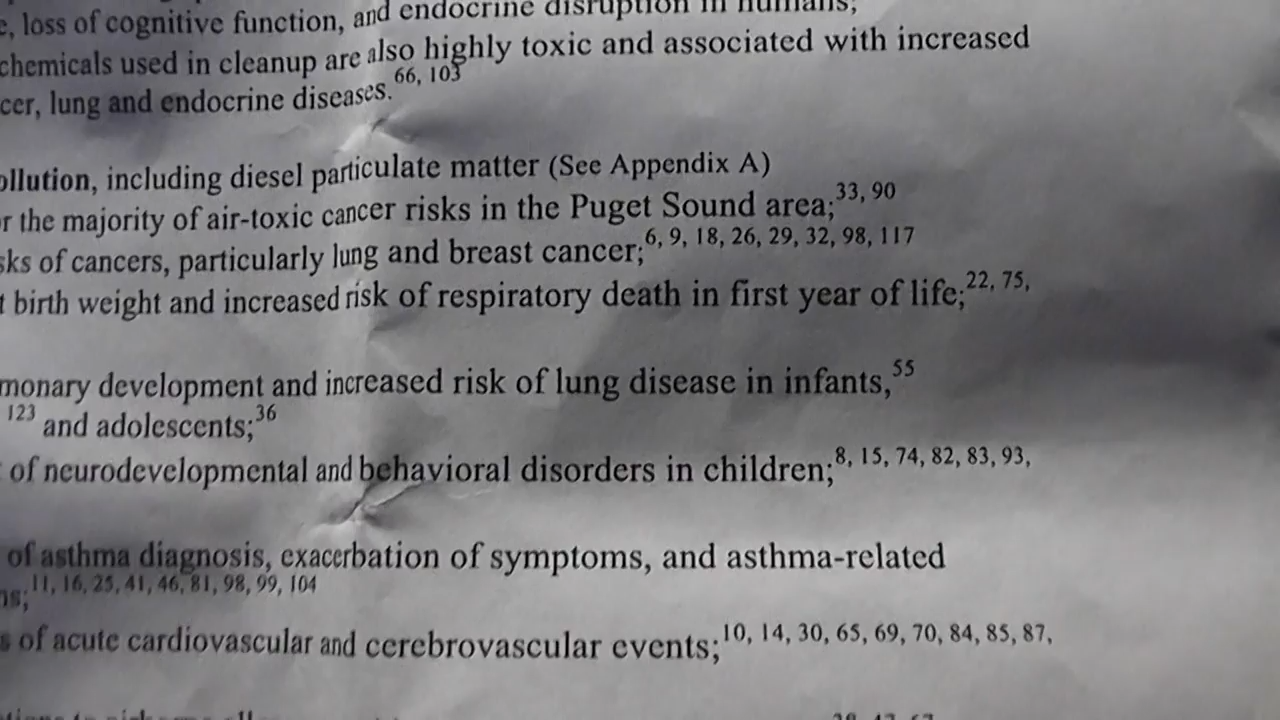 loss of cognitive function, and endocrine disruption in humans;
chemicals used in cleanup are also highly toxic and associated with increased
cer, lung and endocrine diseases.66, 103
ollution, including diesel particulate matter (See Appendix A)
r the majority of air-toxic cancer risks in the Puget Sound area;33, 90
sks of cancers, particularly lung and breast cancer;6, 9, 18, 26, 29, 32, 98, 117
t birth weight and increased risk of respiratory death in first year of life;22, 75,
monary development and increased risk of lung disease in infants,55
123 and adolescents;36
of neurodevelopmental and behavioral disorders in children;8, 15, 74, 82, 83, 93,
of asthma diagnosis, exacerbation of symptoms, and asthma-related
ns;11, 16, 25, 41, 46, 81, 98, 99, 104
s of acute cardiovascular and cerebrovascular events;10, 14, 30, 65, 69, 70, 84, 85, 87,